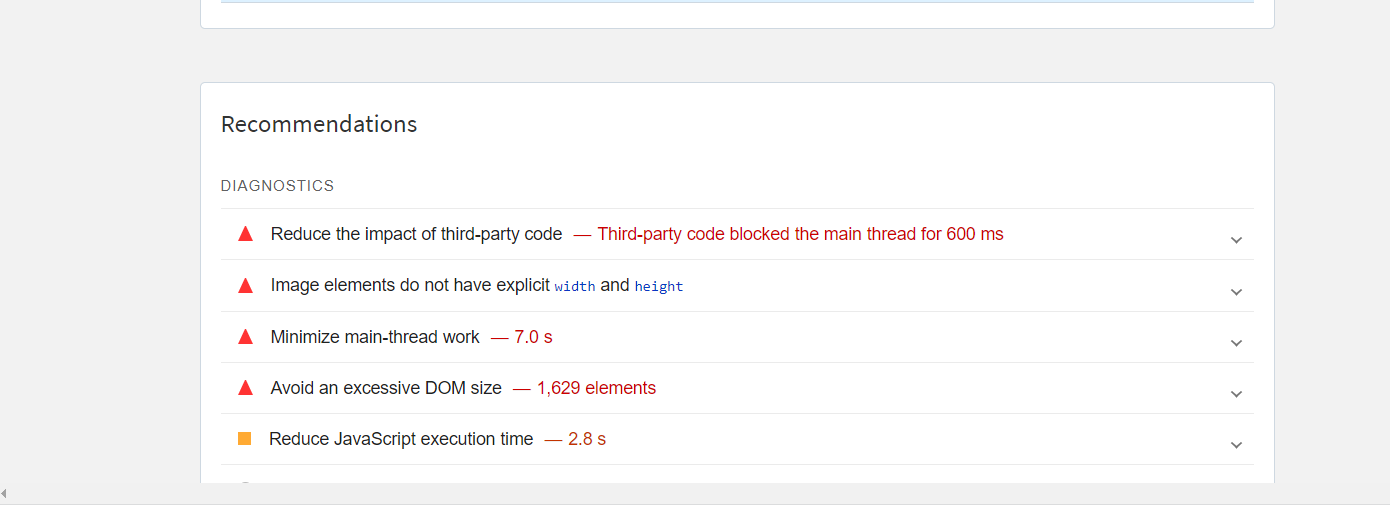 Recommendations
DIAGNOSTICS
Reduce the impact of third-party code — Third-party code blocked the main thread for 600 ms
Image elements do not have explicit width and height
Minimize main-thread work — 7.0 s
Avoid an excessive DOM size — 1,629 elements
Reduce JavaScript execution time — 2.8 s